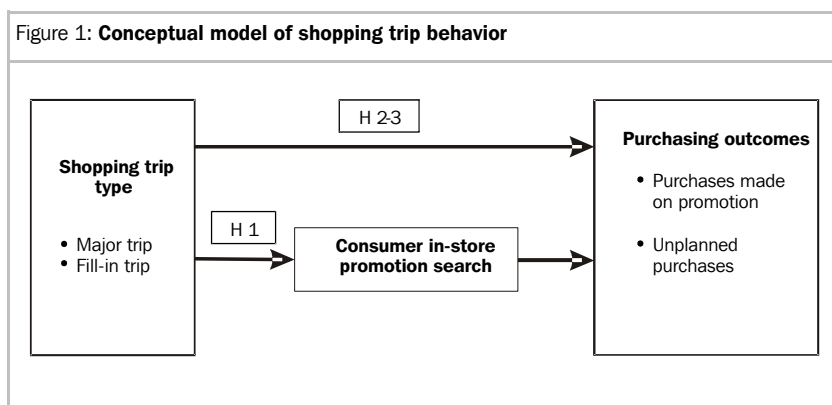 Figure 1: Conceptual model of shopping trip behavior
H 2-3
Shopping trip
type
• Major trip
• Fill-in trip
H 1
Consumer in-store
promotion search
Purchasing outcomes
• Purchases made
on promotion
• Unplanned
purchases